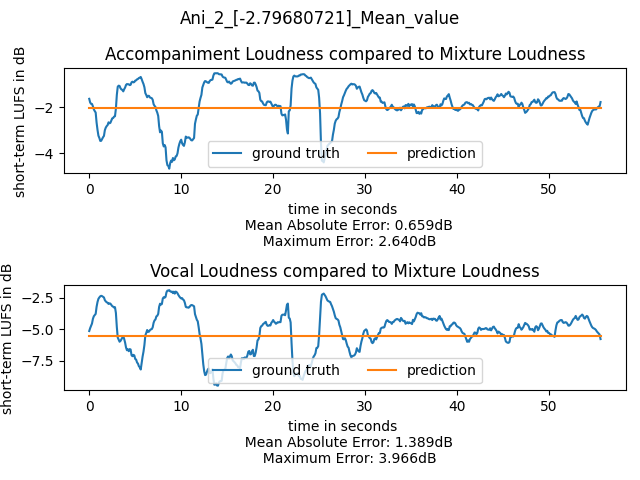 Ani_2_[-2.79680721]_Mean_value
Accompaniment Loudness compared to Mixture Loudness
short-term LUFS in dB
−2
−4
ground truth prediction
0 10 20 30 40 50
time in seconds
Mean Absolute Error: 0.659dB
Maximum Error: 2.640dB
Vocal Loudness compared to Mixture Loudness
short-term LUFS in dB
−2.5
−5.0
−7.5
ground truth prediction
0 10 20 30 40 50
time in seconds
Mean Absolute Error: 1.389dB
Maximum Error: 3.966dB